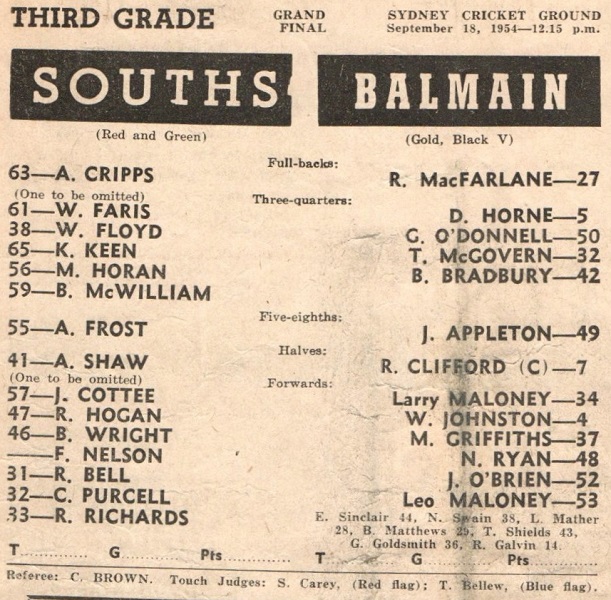 THIRD GRADE
GRAND
FINAL
SYDNEY CRICKET GROUND
September 18, 1954—12.15 p.m.
SOUTHS
BALMAIN
(Red and Green)
(Gold, Black V)
Full-backs:
63—A. CRIPPS
R. MacFARLANE—27
(One to be omitted)
Three-quarters:
61—W. FARIS
D. HORNE—5
38—W. FLOYD
G. O'DONNELL—50
65—K. KEEN
T. McGOVERN—32
56—M. HORAN
B. BRADBURY—42
59—B. McWILLIAM
Five-eighths:
55—A. FROST
J. APPLETON—49
Halves:
41—A. SHAW
R. CLIFFORD (C)—7
(One to be omitted)
Forwards:
57—J. COTTEE
Larry MALONEY—34
47—R. HOGAN
W. JOHNSTON—4
46—B. WRIGHT
M. GRIFFITHS—37
——F. NELSON
N. RYAN—48
31—R. BELL
J. O'BRIEN—52
32—C. PURCELL
Leo MALONEY—53
33—R. RICHARDS
E. Sinclair 44, N. Swain 38, L. Mather
28, B. Matthews 29, T. Shields 43,
G. Goldsmith 36, R. Galvin 14.
T............ G............ Pts............
T............ G............ Pts............
Referee: C. BROWN. Touch Judges: S. Carey, (Red flag); T. Bellew, (Blue flag).